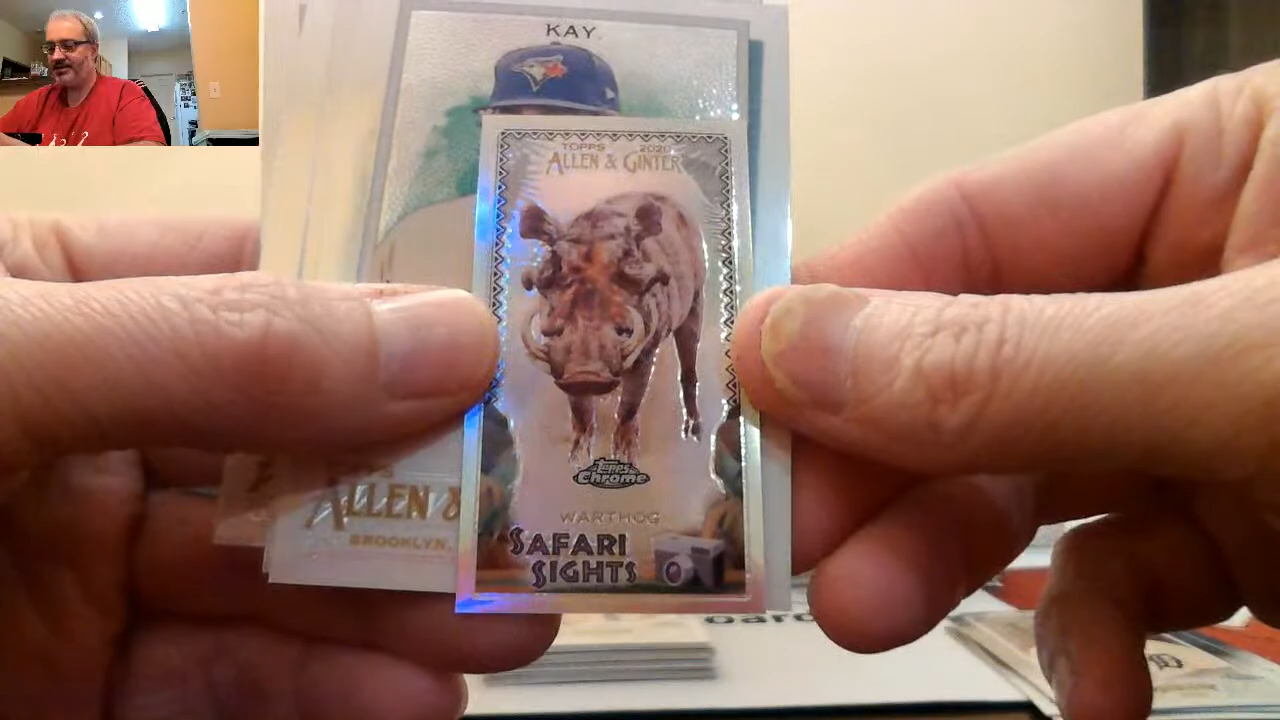 KAY
TOPPS 2020
ALLEN & GINTER
Topps
Chrome
WARTHOG
SAFARI
SIGHTS
ALLEN &
BROOKLYN,